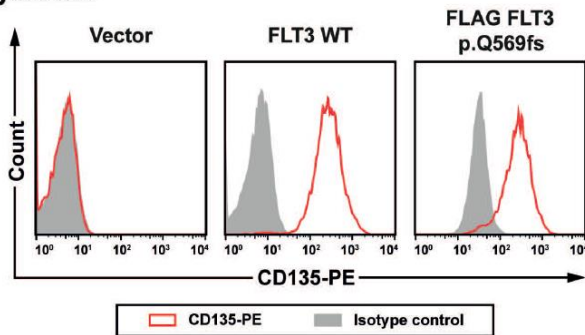 Vector
FLT3 WT
FLAG FLT3
p.Q569fs
Count
10⁰ 10¹ 10² 10³ 10⁴
10⁰ 10¹ 10² 10³ 10⁴
10⁰ 10¹ 10² 10³
CD135-PE
CD135-PE Isotype control